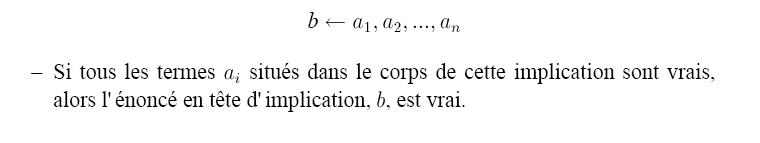 b ← a₁, a₂, ..., aₙ
– Si tous les termes aᵢ situés dans le corps de cette implication sont vrais,
alors l'énoncé en tête d'implication, b, est vrai.